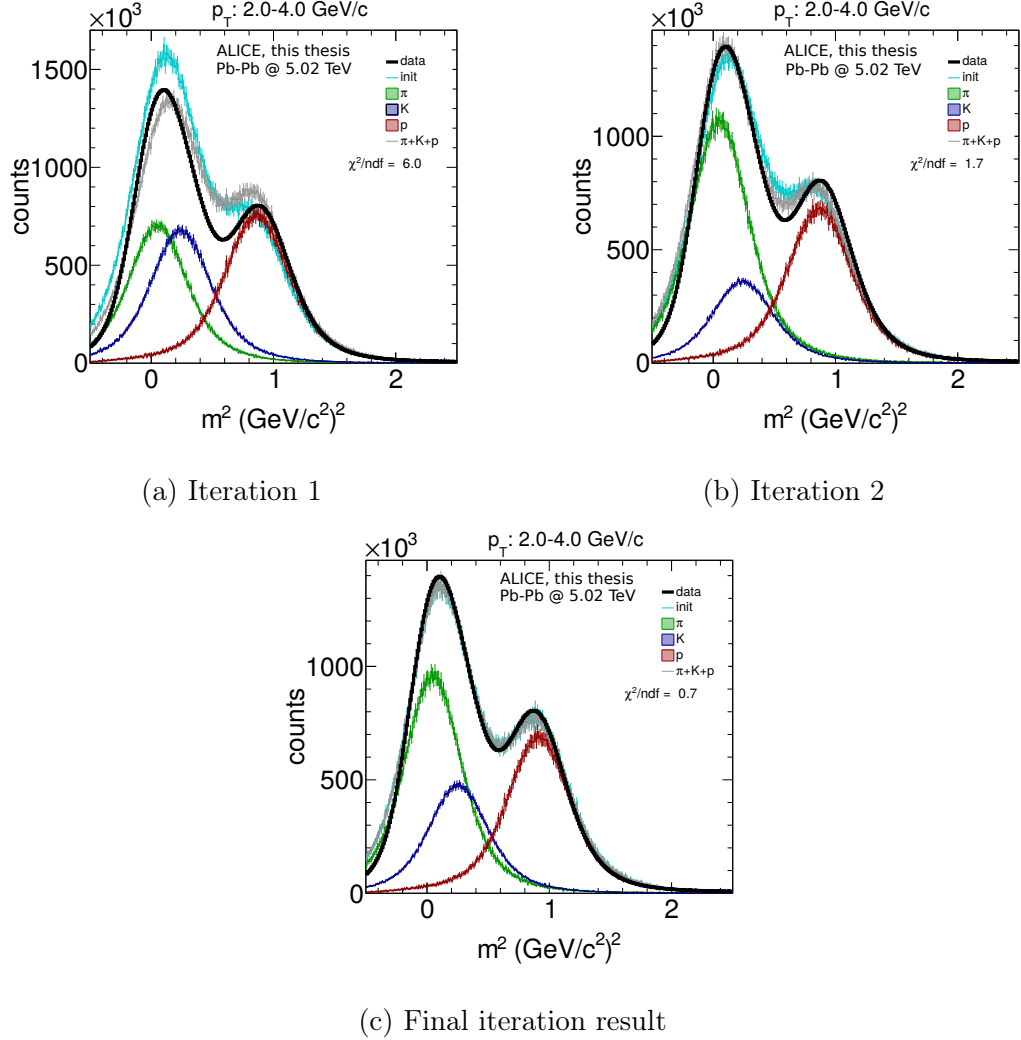 ×10³
p_T: 2.0-4.0 GeV/c
ALICE, this thesis
Pb-Pb @ 5.02 TeV
data
init
π
K
p
π+K+p
χ²/ndf = 6.0
counts
1500
1000
500
0
0 1 2
m² (GeV/c²)²
(a) Iteration 1
×10³
p_T: 2.0-4.0 GeV/c
ALICE, this thesis
Pb-Pb @ 5.02 TeV
data
init
π
K
p
π+K+p
χ²/ndf = 1.7
counts
1000
500
0
0 1 2
m² (GeV/c²)²
(b) Iteration 2
×10³
p_T: 2.0-4.0 GeV/c
ALICE, this thesis
Pb-Pb @ 5.02 TeV
data
init
π
K
p
π+K+p
χ²/ndf = 0.7
counts
1000
500
0
0 1 2
m² (GeV/c²)²
(c) Final iteration result